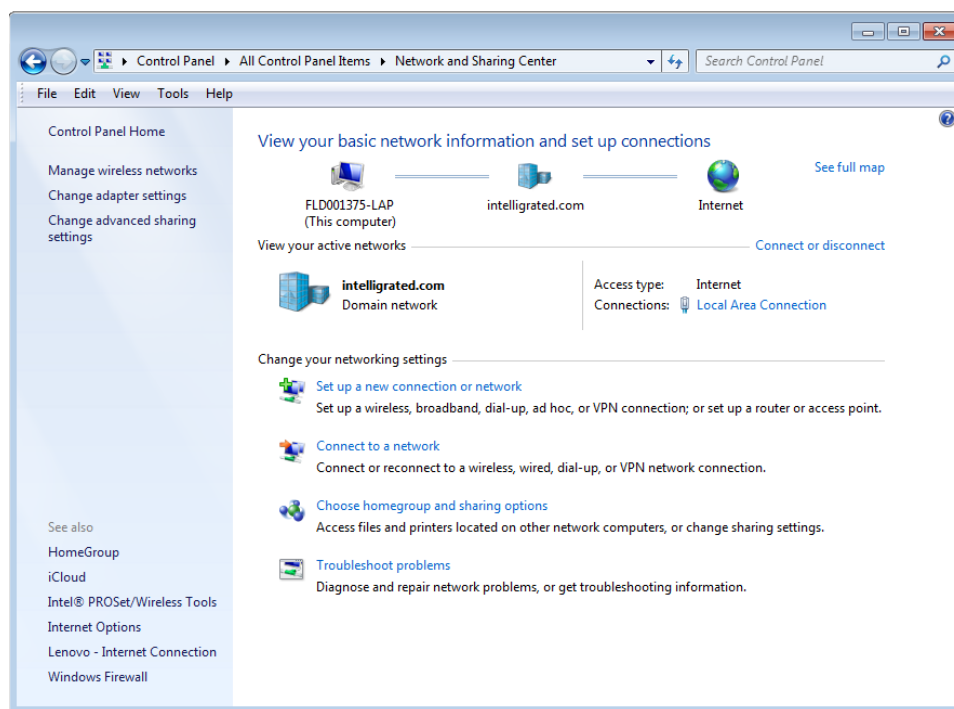 Control Panel ▸ All Control Panel Items ▸ Network and Sharing Center
Search Control Panel
File Edit View Tools Help
Control Panel Home
Manage wireless networks
Change adapter settings
Change advanced sharing
settings
See also
HomeGroup
iCloud
Intel® PROSet/Wireless Tools
Internet Options
Lenovo - Internet Connection
Windows Firewall
View your basic network information and set up connections
See full map
FLD001375-LAP
(This computer)
intelligrated.com
Internet
View your active networks
Connect or disconnect
intelligrated.com
Domain network
Access type: Internet
Connections: Local Area Connection
Change your networking settings
Set up a new connection or network
Set up a wireless, broadband, dial-up, ad hoc, or VPN connection; or set up a router or access point.
Connect to a network
Connect or reconnect to a wireless, wired, dial-up, or VPN network connection.
Choose homegroup and sharing options
Access files and printers located on other network computers, or change sharing settings.
Troubleshoot problems
Diagnose and repair network problems, or get troubleshooting information.